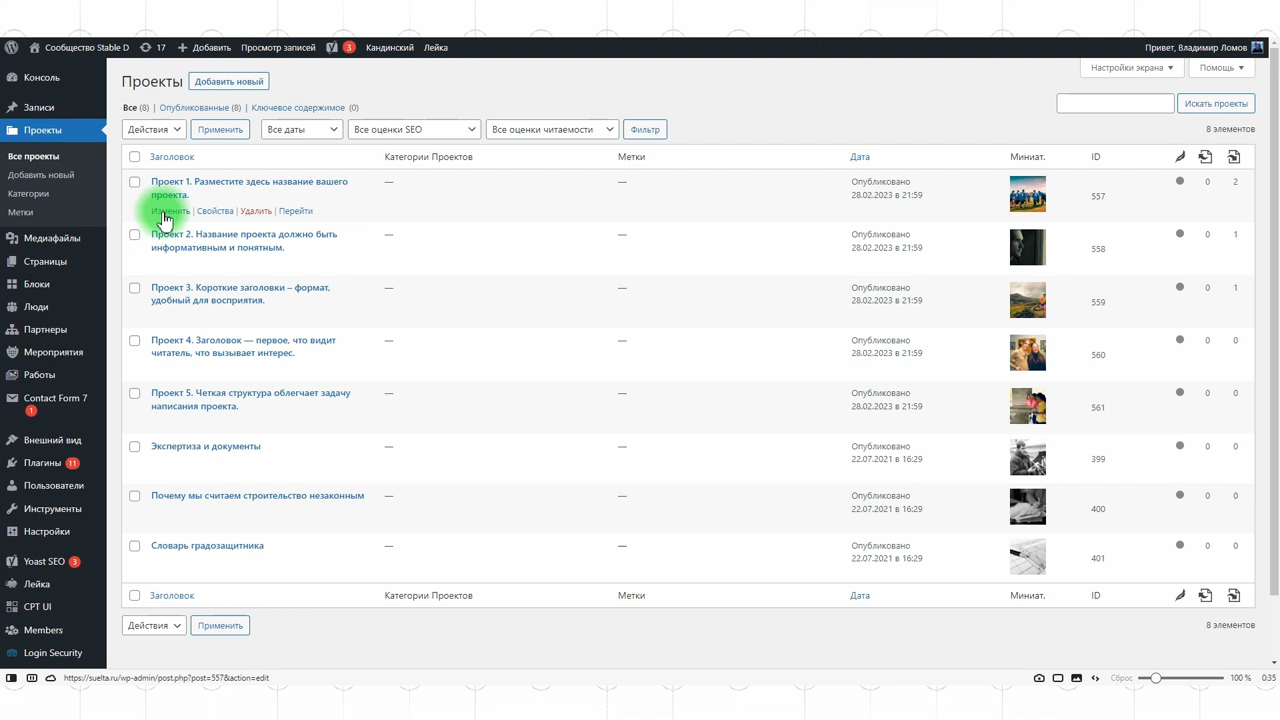 Сообщество Stable D 17 Добавить Просмотр записей 3 Кандинский Лейка Привет, Владимир Ломов
Консоль
Записи
Проекты
Все проекты
Добавить новый
Категории
Метки
Медиафайлы
Страницы
Блоки
Люди
Партнеры
Мероприятия
Работы
Contact Form 7
1
Внешний вид
Плагины 11
Пользователи
Инструменты
Настройки
Yoast SEO 3
Лейка
CPT UI
Members
Login Security
Настройки экрана Помощь
Проекты Добавить новый
Все (8) | Опубликованные (8) | Ключевое содержимое (0)
Искать проекты
Действия Применить Все даты Все оценки SEO Все оценки читаемости Фильтр
8 элементов
Заголовок Категории Проектов Метки Дата Миниат. ID
Проект 1. Разместите здесь название вашего — — Опубликовано 0 2
проекта. 28.02.2023 в 21:59 557
Изменить | Свойства | Удалить | Перейти
Проект 2. Название проекта должно быть — — Опубликовано 0 1
информативным и понятным. 28.02.2023 в 21:59 558
Проект 3. Короткие заголовки – формат, — — Опубликовано 0 1
удобный для восприятия. 28.02.2023 в 21:59 559
Проект 4. Заголовок — первое, что видит — — Опубликовано 0 0
читатель, что вызывает интерес. 28.02.2023 в 21:59 560
Проект 5. Четкая структура облегчает задачу — — Опубликовано 0 0
написания проекта. 28.02.2023 в 21:59 561
Экспертиза и документы — — Опубликовано 0 0
22.07.2021 в 16:29 399
Почему мы считаем строительство незаконным — — Опубликовано 0 0
22.07.2021 в 16:29 400
Словарь градозащитника — — Опубликовано 0 0
22.07.2021 в 16:29 401
Заголовок Категории Проектов Метки Дата Миниат. ID
Действия Применить 8 элементов
https://suelta.ru/wp-admin/post.php?post=557&action=edit Сброс 100 % 0:35